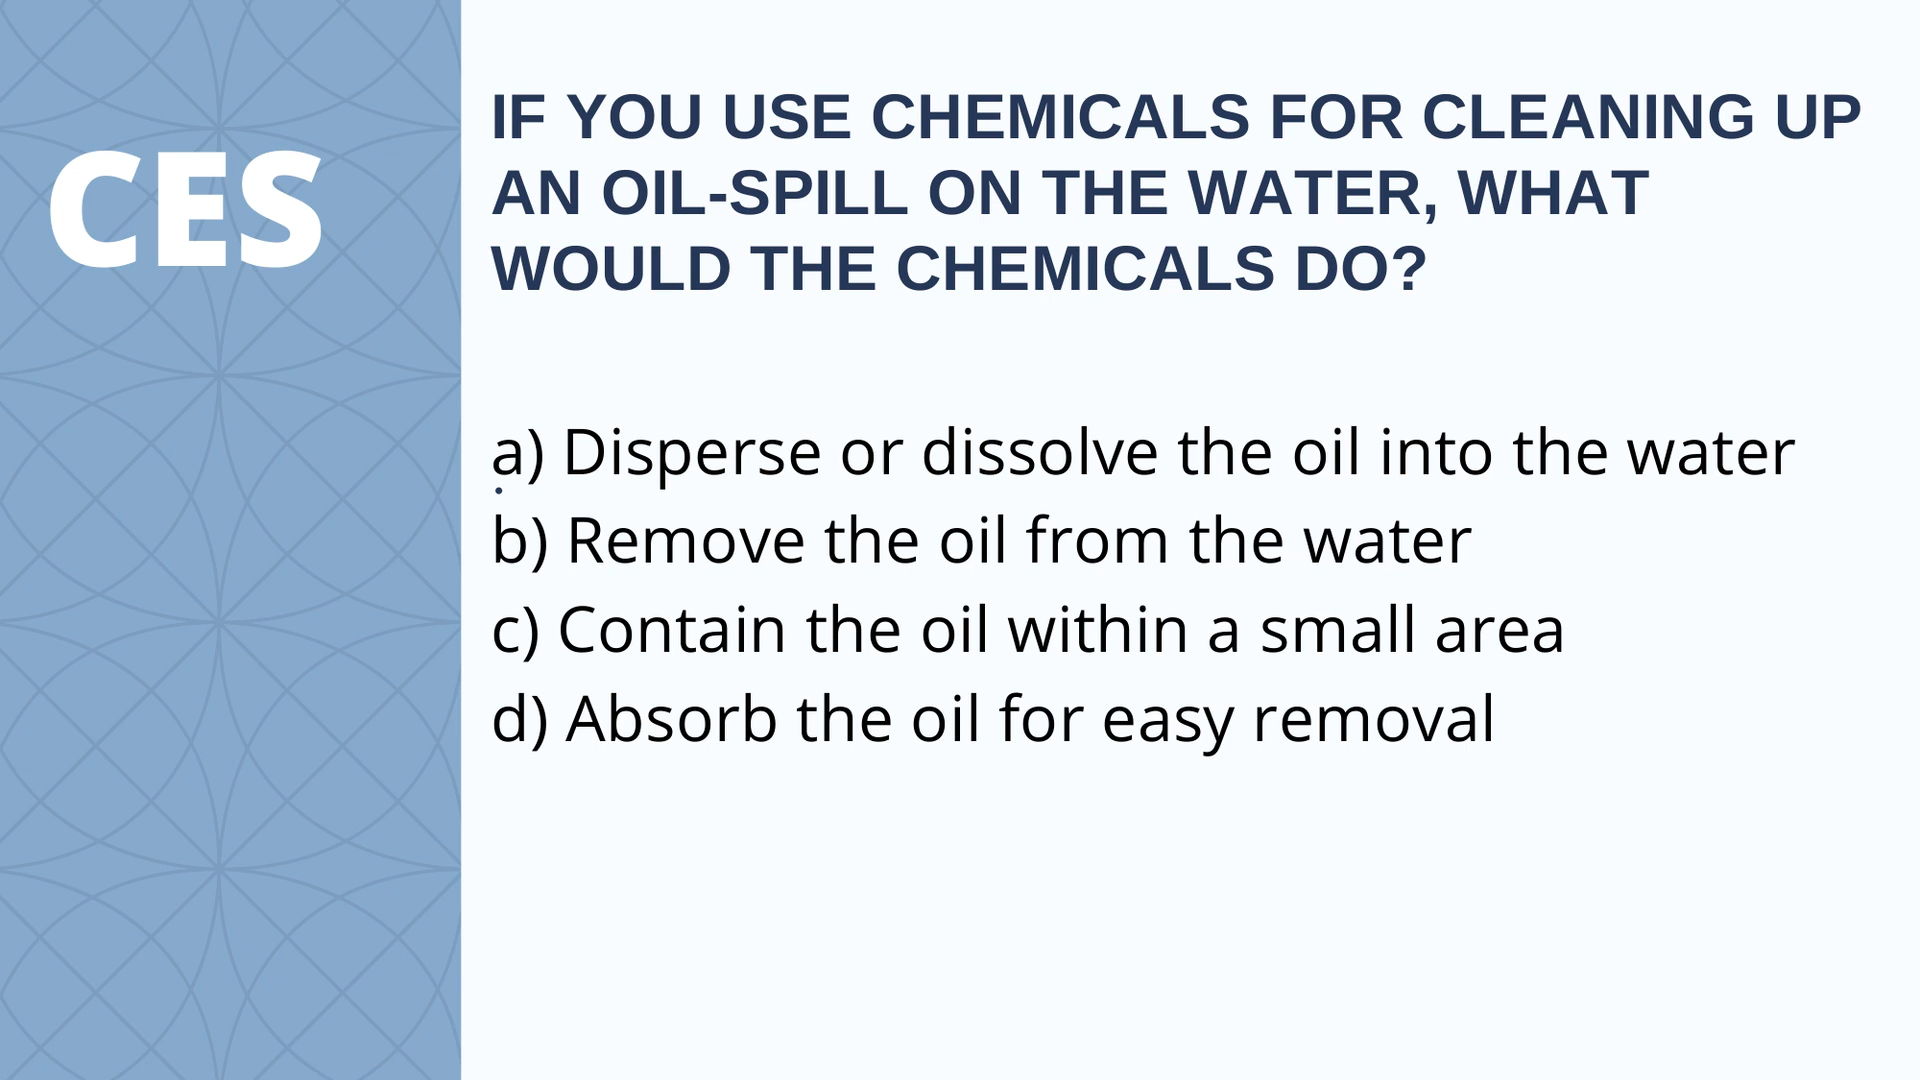 CES
IF YOU USE CHEMICALS FOR CLEANING UP
AN OIL-SPILL ON THE WATER, WHAT
WOULD THE CHEMICALS DO?
a) Disperse or dissolve the oil into the water
b) Remove the oil from the water
c) Contain the oil within a small area
d) Absorb the oil for easy removal